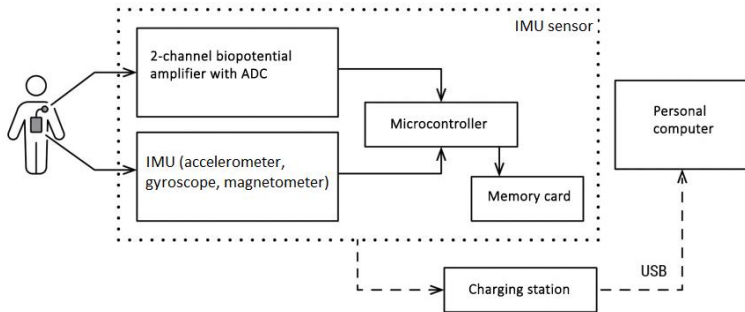 IMU sensor
2-channel biopotential
amplifier with ADC
Microcontroller
IMU (accelerometer,
gyroscope, magnetometer)
Memory card
Personal
computer
USB
Charging station